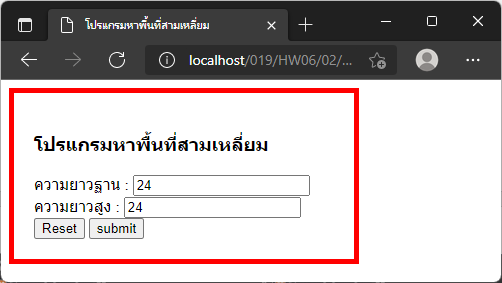 โปรแกรมหาพื้นที่สามเหลี่ยม
localhost/019/HW06/02/...
โปรแกรมหาพื้นที่สามเหลี่ยม
ความยาวฐาน : 24
ความยาวสูง : 24
Reset submit